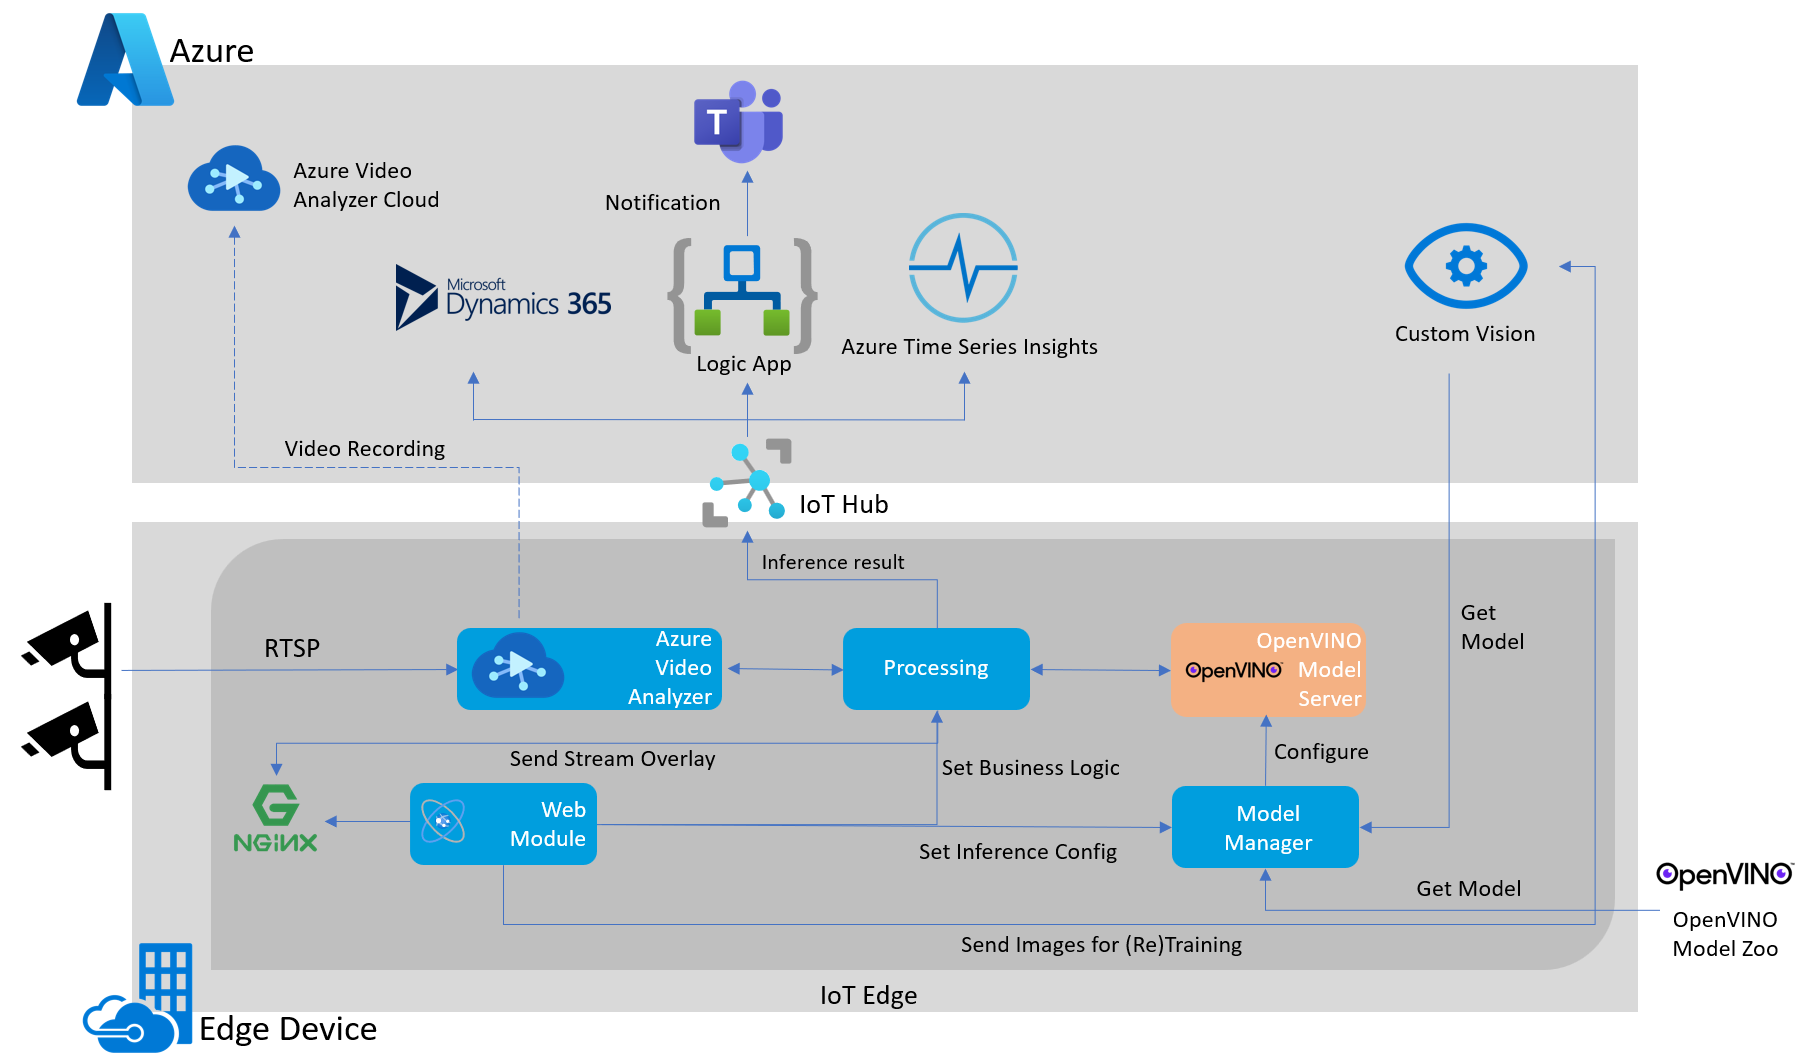 Azure
T
Azure Video
Analyzer Cloud
Notification
Microsoft
Dynamics 365
Logic App
Azure Time Series Insights
Custom Vision
Video Recording
IoT Hub
Inference result
Get
Model
RTSP
Azure
Video
Analyzer
Processing
OpenVINO
OpenVINO
Model
Server
Send Stream Overlay
Set Business Logic
Configure
NGiNX
Web
Module
Model
Manager
Set Inference Config
Get Model
OpenVINO
OpenVINO
Model Zoo
Send Images for (Re)Training
IoT Edge
Edge Device